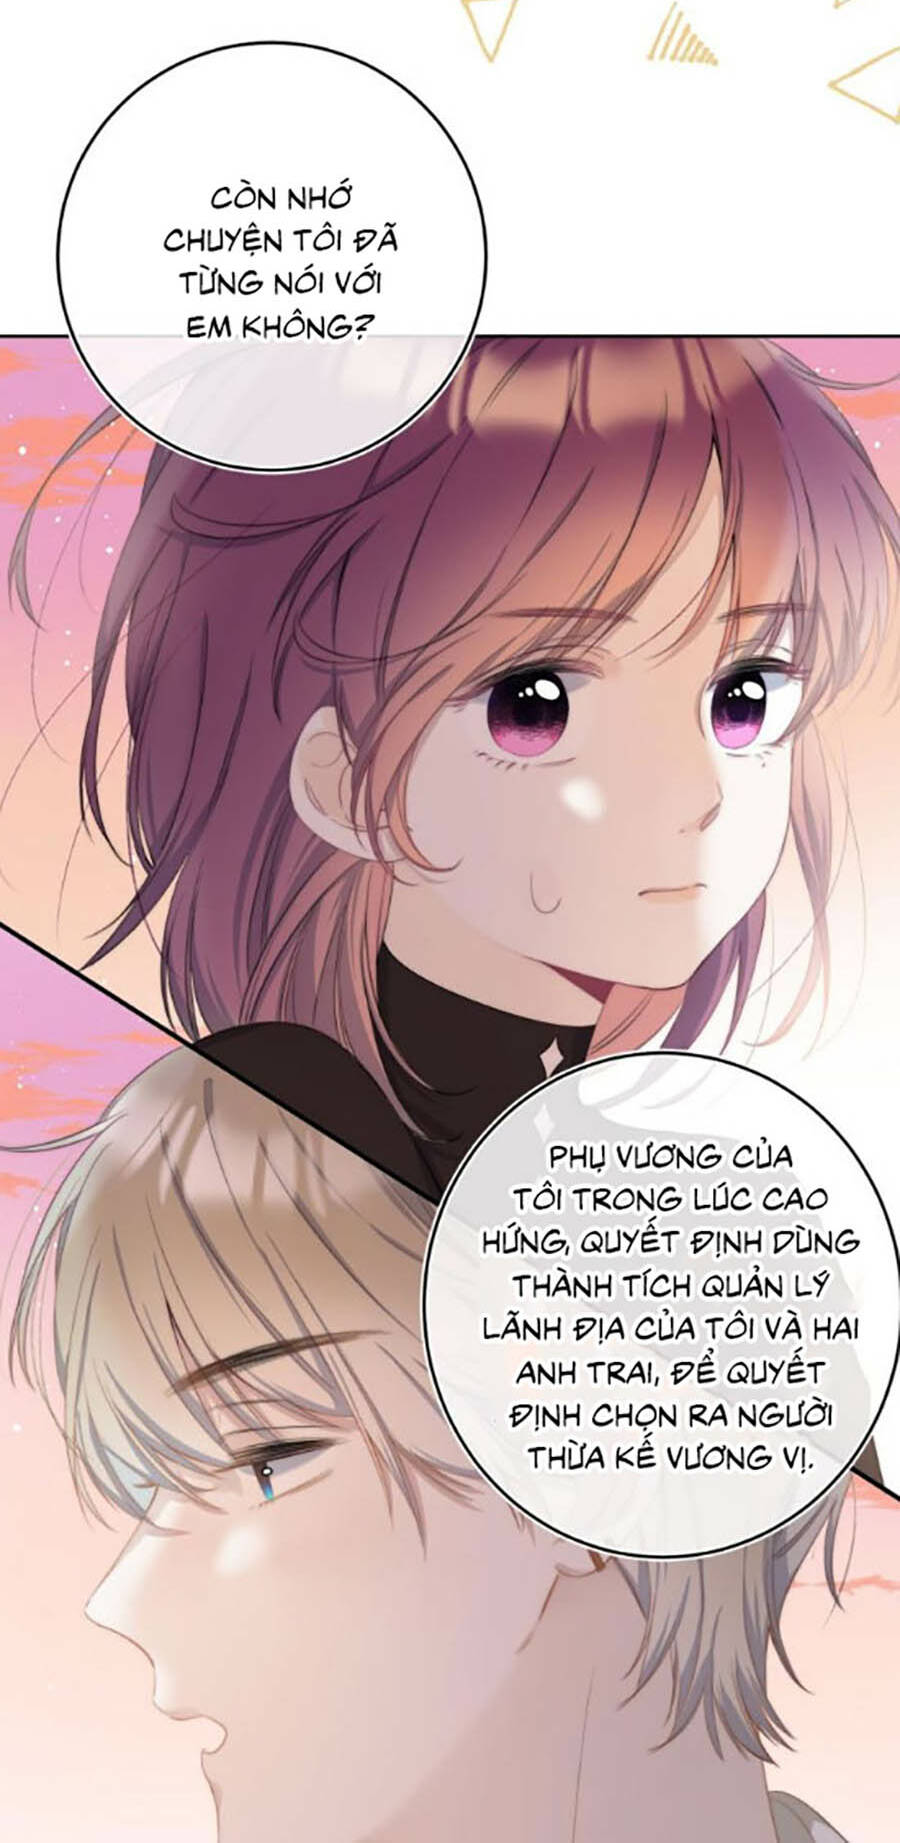 CÒN NHỚ
CHUYỆN TÔI ĐÃ
TỪNG NÓI VỚI
EM KHÔNG?
PHỤ VƯƠNG CỦA
TÔI TRONG LÚC CAO
HỨNG, QUYẾT ĐỊNH DÙNG
THÀNH TÍCH QUẢN LÝ
LÃNH ĐỊA CỦA TÔI VÀ HAI
ANH TRAI, ĐỂ QUYẾT
ĐỊNH CHỌN RA NGƯỜI
THỪA KẾ VƯƠNG VỊ.